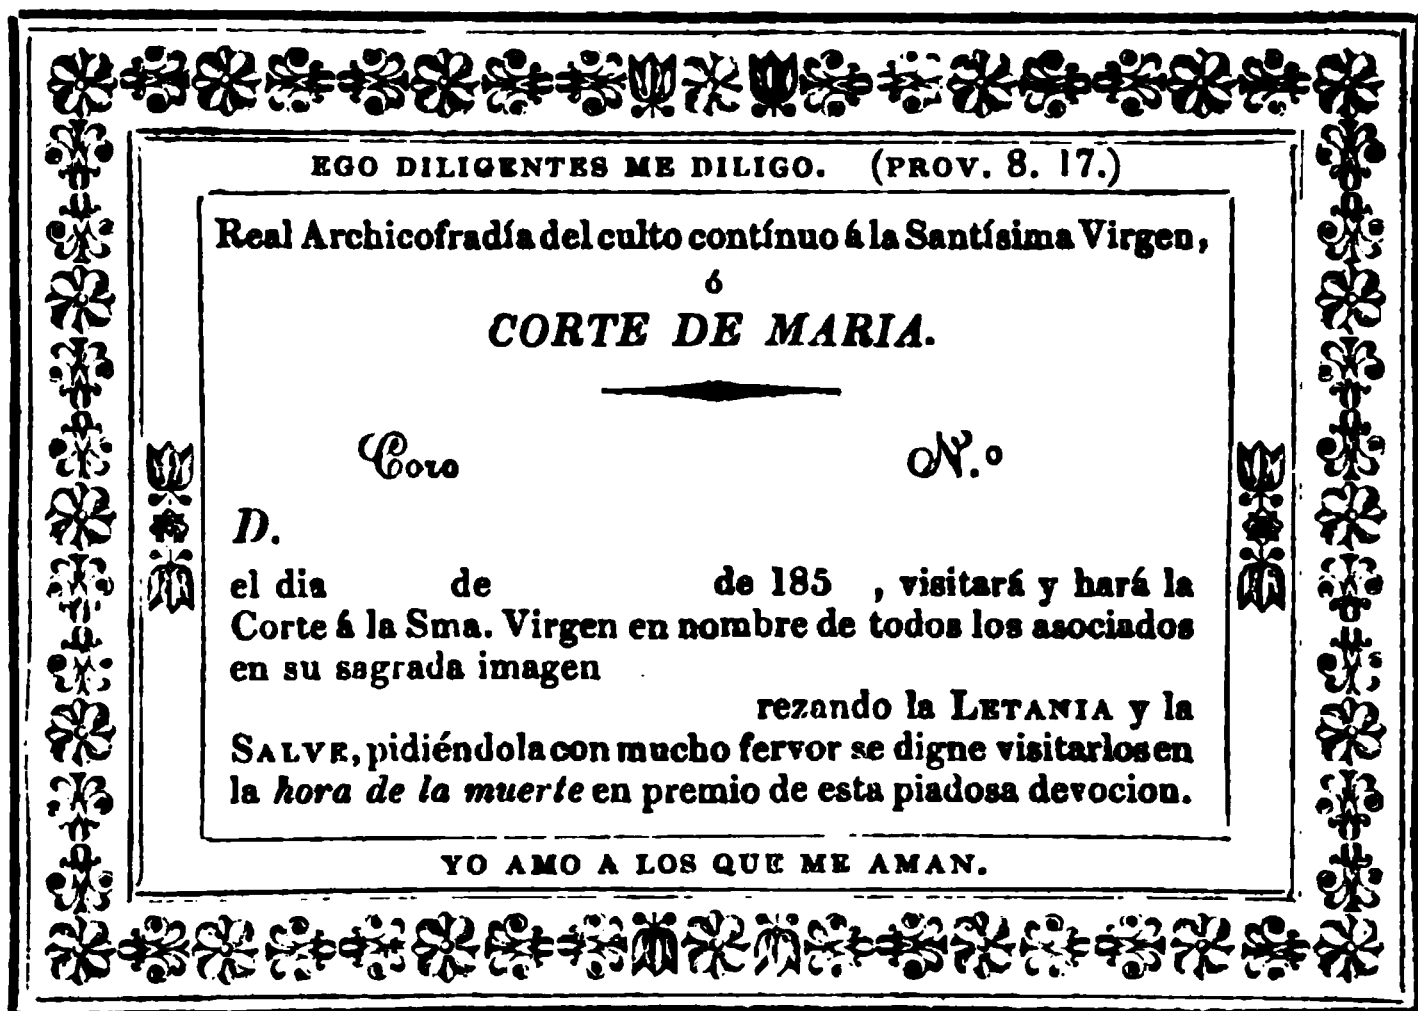 EGO DILIGENTES ME DILIGO. (PROV. 8. 17.)
Real Archicofradía del culto contínuo á la Santísima Virgen,
ó
CORTE DE MARIA.
Coro N.º
D.
el dia de de 185 , visitará y hará la
Corte á la Sma. Virgen en nombre de todos los asociados
en su sagrada imagen
rezando la LETANIA y la
SALVE, pidiéndola con mucho fervor se digne visitarlos en
la hora de la muerte en premio de esta piadosa devocion.
YO AMO A LOS QUE ME AMAN.